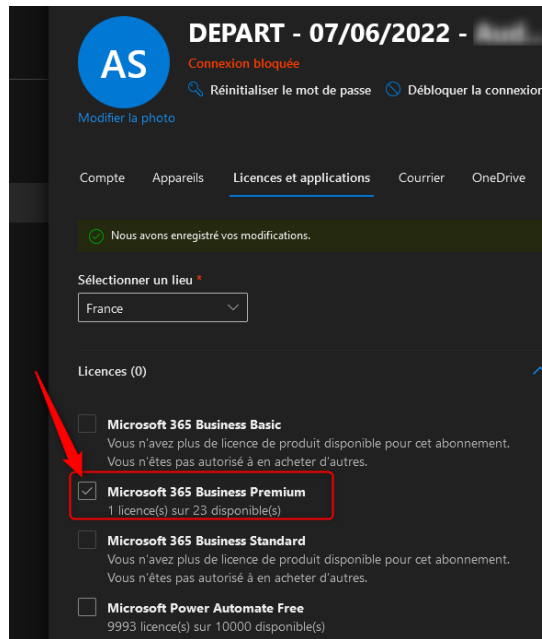 DEPART - 07/06/2022 -
AS
Connexion bloquée
Réinitialiser le mot de passe Débloquer la connexion
Modifier la photo
Compte Appareils Licences et applications Courrier OneDrive
Nous avons enregistré vos modifications.
Sélectionner un lieu *
France
Licences (0)
Microsoft 365 Business Basic
Vous n'avez plus de licence de produit disponible pour cet abonnement.
Vous n'êtes pas autorisé à en acheter d'autres.
Microsoft 365 Business Premium
1 licence(s) sur 23 disponible(s)
Microsoft 365 Business Standard
Vous n'avez plus de licence de produit disponible pour cet abonnement.
Vous n'êtes pas autorisé à en acheter d'autres.
Microsoft Power Automate Free
9993 licence(s) sur 10000 disponible(s)